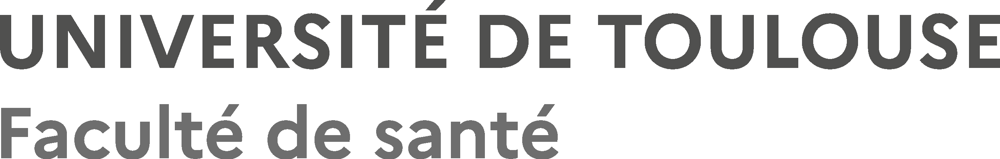 UNIVERSITÉ DE TOULOUSE
Faculté de santé